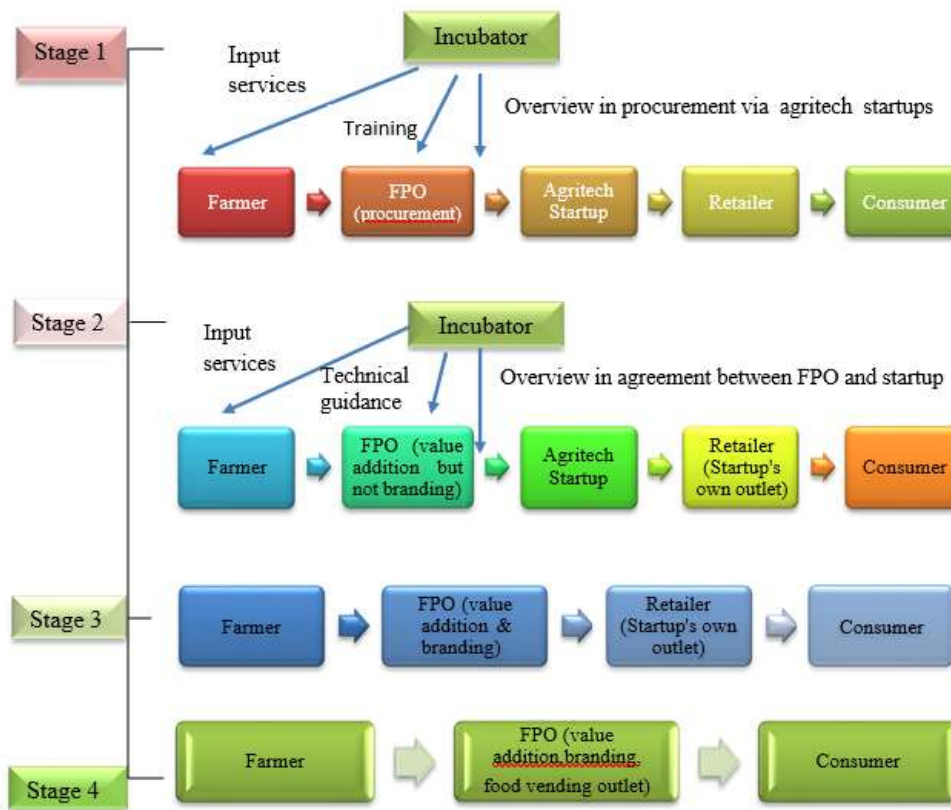 Stage 1
Incubator
Input
services
Training
Overview in procurement via agritech startups
Farmer
FPO
(procurement)
Agritech
Startup
Retailer
Consumer
Stage 2
Incubator
Input
services
Technical
guidance
Overview in agreement between FPO and startup
Farmer
FPO (value
addition but
not branding)
Agritech
Startup
Retailer
(Startup's own
outlet)
Consumer
Stage 3
Farmer
FPO (value
addition &
branding)
Retailer
(Startup's own
outlet)
Consumer
Stage 4
Farmer
FPO (value
addition,branding,
food vending outlet)
Consumer